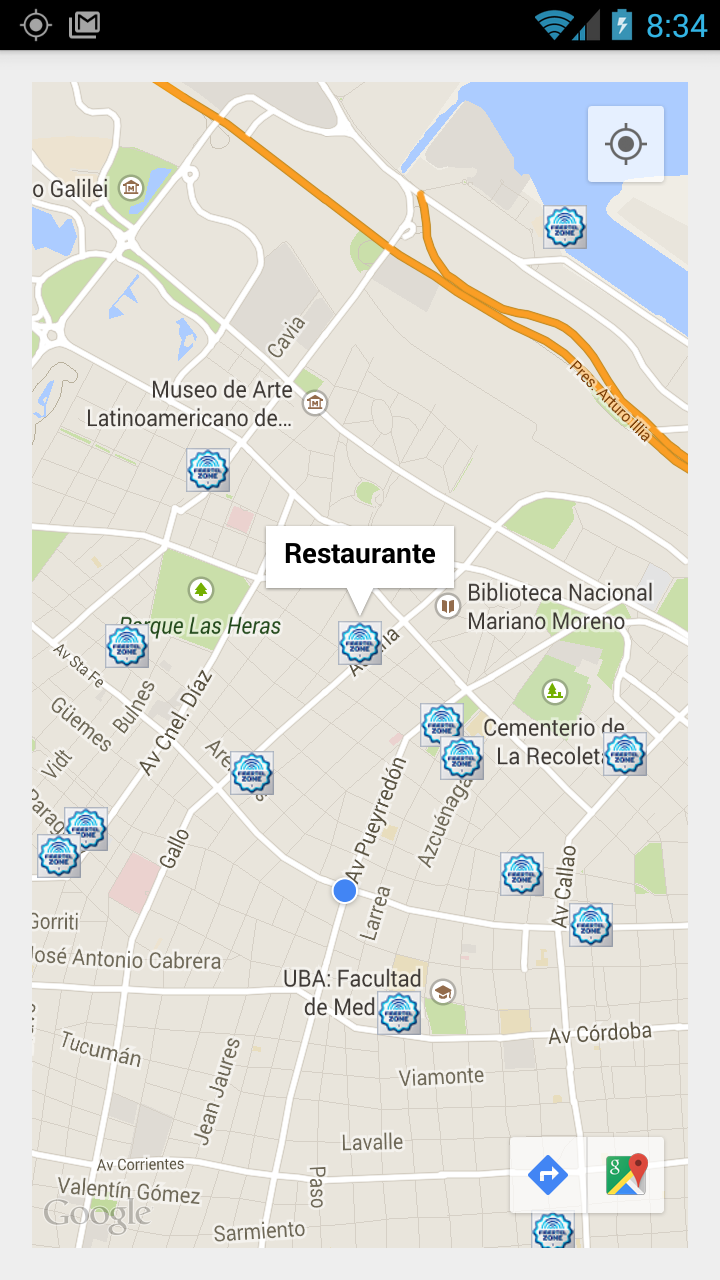 8:34
o Galilei
Cavia
Pres. Arturo Illia
Museo de Arte
Latinoamericano de...
FREETEL
ZONE
Restaurante
Biblioteca Nacional
Mariano Moreno
Parque Las Heras
Av Sta Fe
Bulnes
Av Cnel. Díaz
Güemes
Cementerio de
La Recolet
Vidt
Av Pueyrredón
Azcuénaga
Gallo
Av Callao
Larrea
Gorriti
José Antonio Cabrera
UBA: Facultad
de Med
Av Córdoba
Tucumán
Jean Jaures
Viamonte
Lavalle
Av Corrientes
Paso
Valentín Gómez
Google
Sarmiento